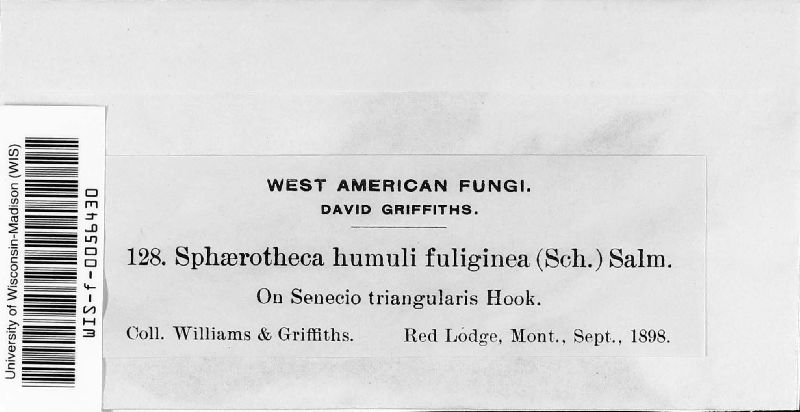 University of Wisconsin-Madison (WIS)
WIS-f-0056430
WEST AMERICAN FUNGI.
DAVID GRIFFITHS.
128. Sphærotheca humuli fuliginea (Sch.) Salm.
On Senecio triangularis Hook.
Coll. Williams & Griffiths. Red Lodge, Mont., Sept., 1898.